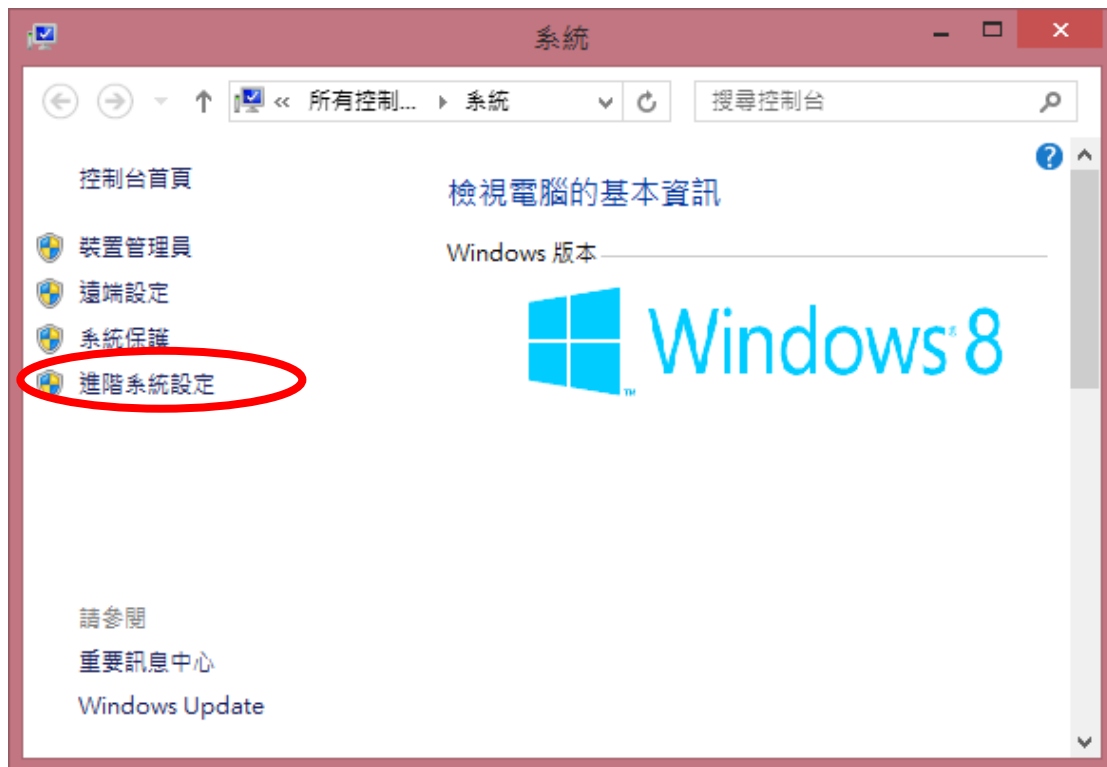 系統
所有控制... 系統 搜尋控制台
控制台首頁
檢視電腦的基本資訊
裝置管理員
Windows 版本
遠端設定
系統保護
進階系統設定
Windows 8
TM
請參閱
重要訊息中心
Windows Update